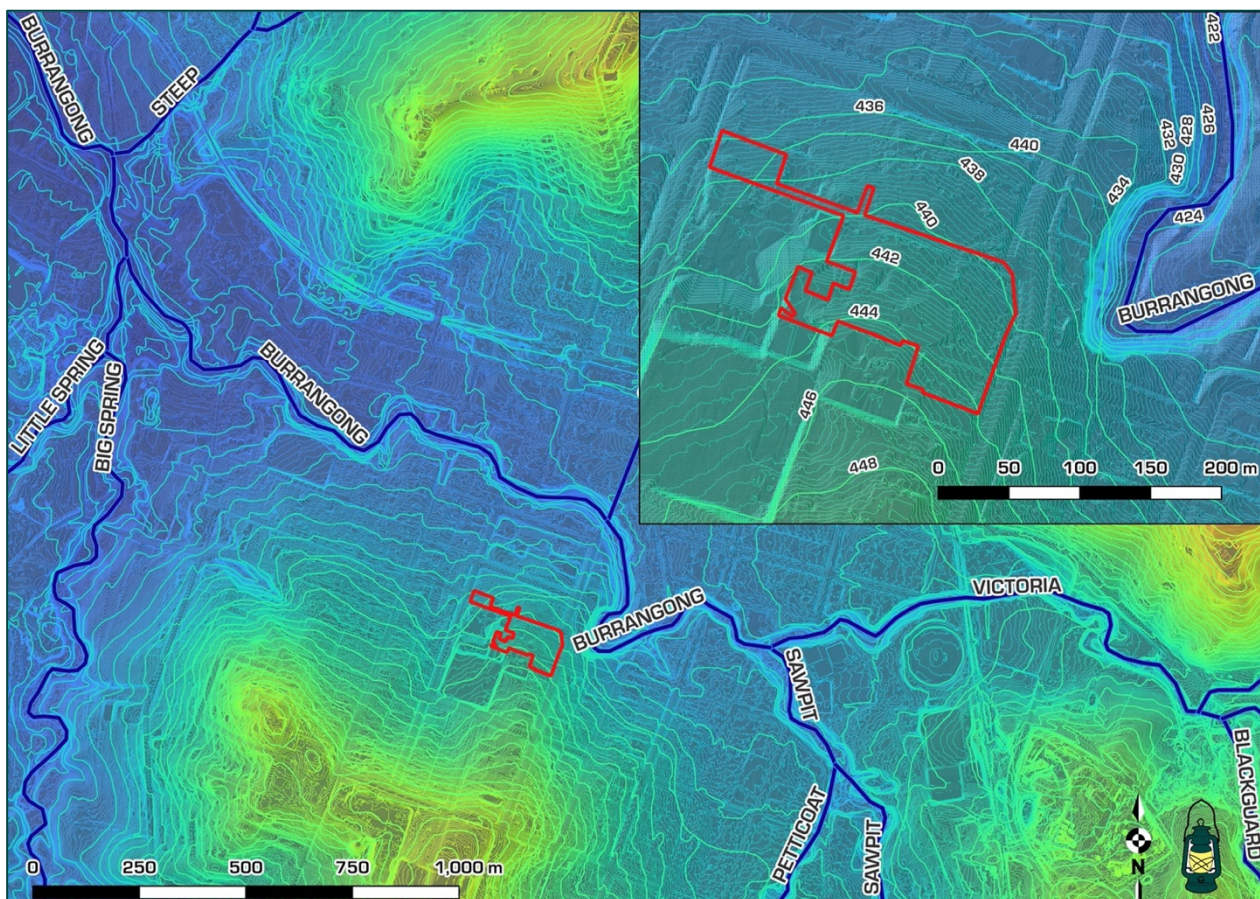 BURRANGONG
STEEP
LITTLE SPRING
BIG SPRING
BURRANGONG
BURRANGONG
VICTORIA
SAWPIT
PETTICOAT
SAWPIT
BLACKGUARD
0 250 500 750 1,000 m
N
422
426
428
430
432
434
436
440
438
440
442
444
446
448
424
BURRANGONG
0 50 100 150 200 m